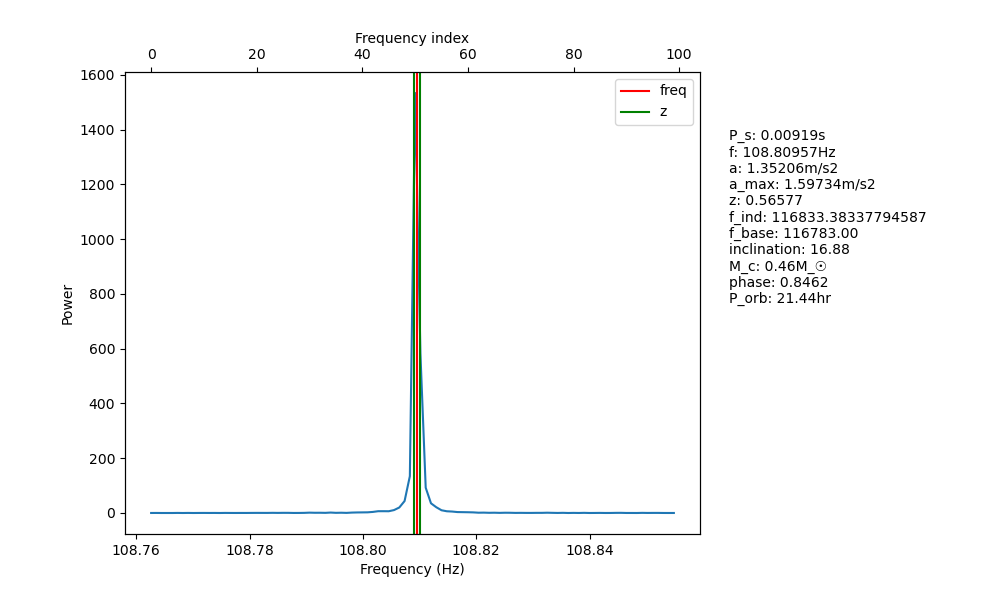 Frequency index
0 20 40 60 80 100
1600
1400
1200
1000
800
600
400
200
0
Power
108.76 108.78 108.80 108.82 108.84
Frequency (Hz)
freq
z
P_s: 0.00919s
f: 108.80957Hz
a: 1.35206m/s2
a_max: 1.59734m/s2
z: 0.56577
f_ind: 116833.38337794587
f_base: 116783.00
inclination: 16.88
M_c: 0.46M_☉
phase: 0.8462
P_orb: 21.44hr